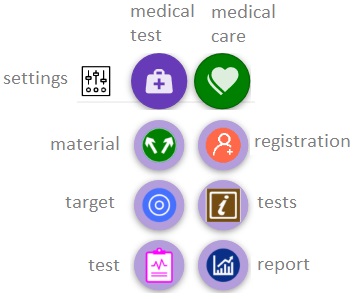 medical
test
medical
care
settings
material
registration
target
tests
test
report